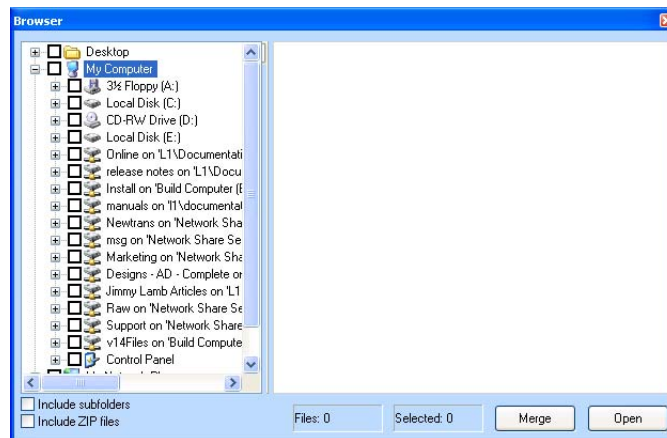 Browser
Desktop
My Computer
3½ Floppy (A:)
Local Disk (C:)
CD-RW Drive (D:)
Local Disk (E:)
Online on 'L1\Documentati
release notes on 'L1\Docu
Install on 'Build Computer (E
manuals on 'l1\documentat
Newtrans on 'Network Sha
msg on 'Network Share Se
Marketing on 'Network Sha
Designs - AD - Complete or
Jimmy Lamb Articles on 'L1
Raw on 'Network Share Se
Support on 'Network Share
v14Files on 'Build Compute
Control Panel
Include subfolders
Include ZIP files
Files: 0
Selected: 0
Merge
Open